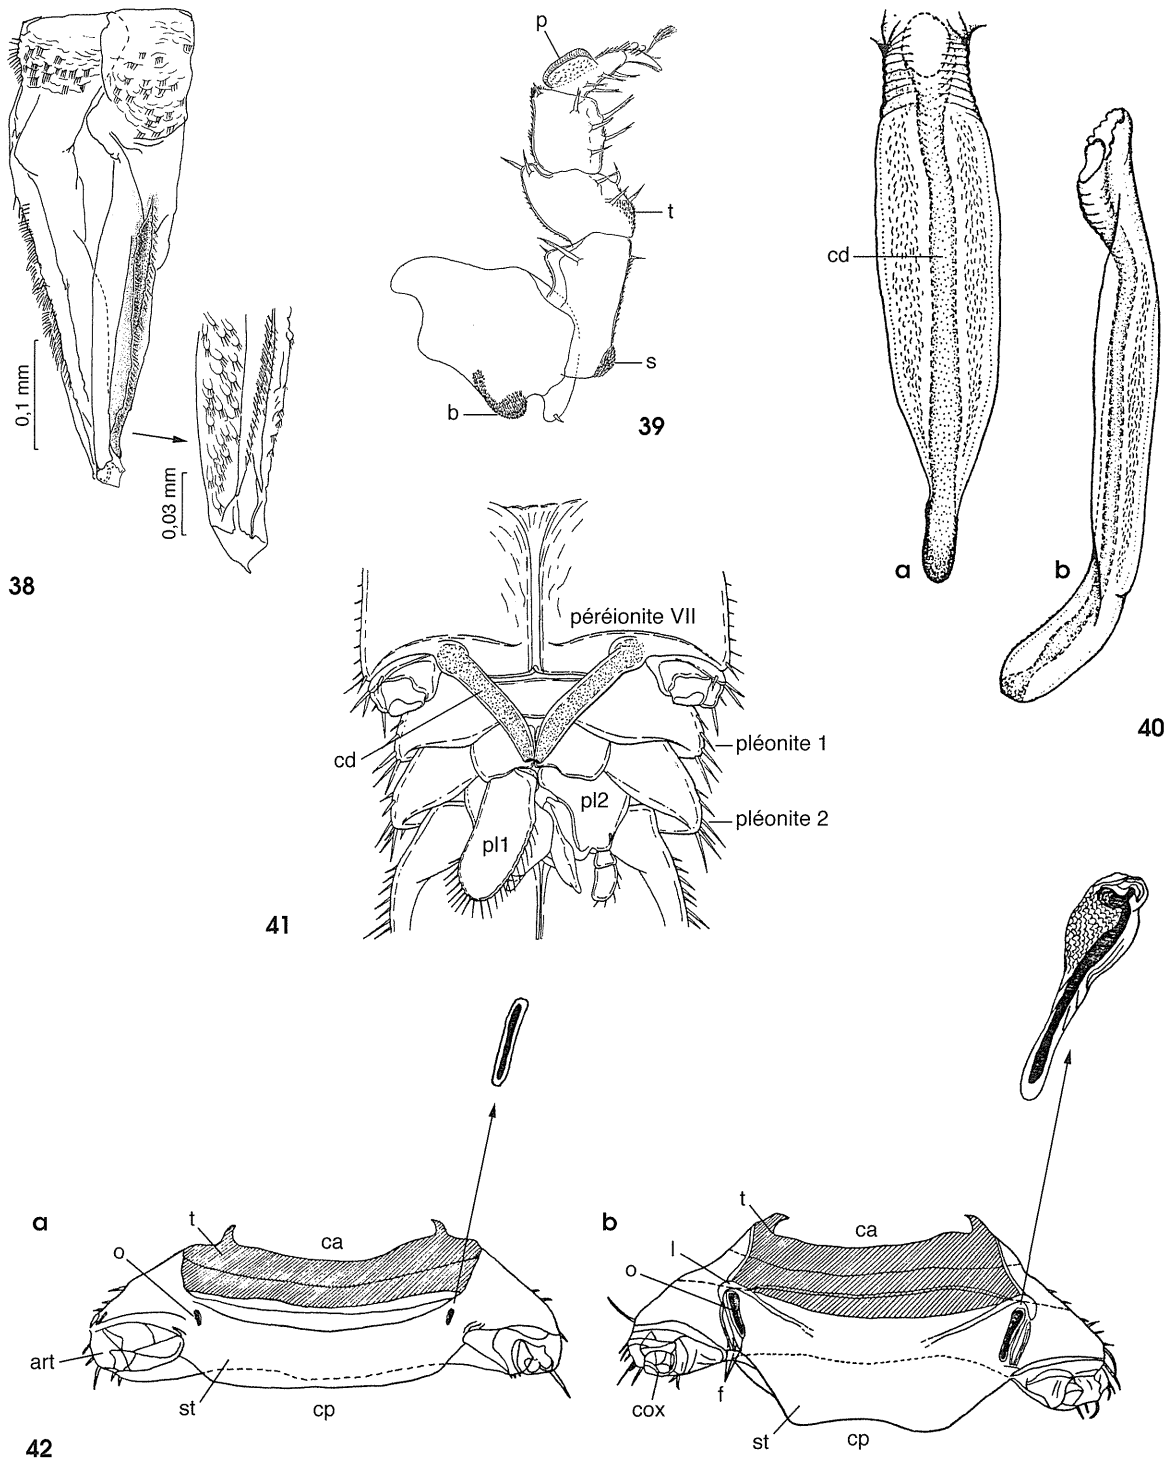 0,1 mm
0,03 mm
38
p
t
s
b
39
cd
a
b
40
péréionite VII
cd
pléonite 1
pl2
pléonite 2
pl1
41
a
t
ca
o
art
st
cp
b
t
ca
l
o
cox
f
st
cp
42